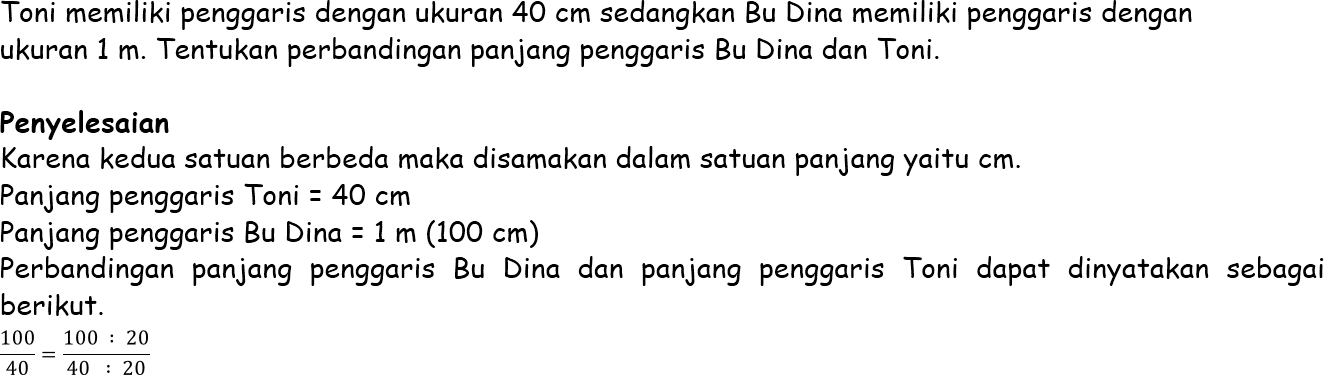 Toni memiliki penggaris dengan ukuran 40 cm sedangkan Bu Dina memiliki penggaris dengan
ukuran 1 m. Tentukan perbandingan panjang penggaris Bu Dina dan Toni.
Penyelesaian
Karena kedua satuan berbeda maka disamakan dalam satuan panjang yaitu cm.
Panjang penggaris Toni = 40 cm
Panjang penggaris Bu Dina = 1 m (100 cm)
Perbandingan panjang penggaris Bu Dina dan panjang penggaris Toni dapat dinyatakan sebagai
berikut.
100/40 = 100 : 20/40 : 20